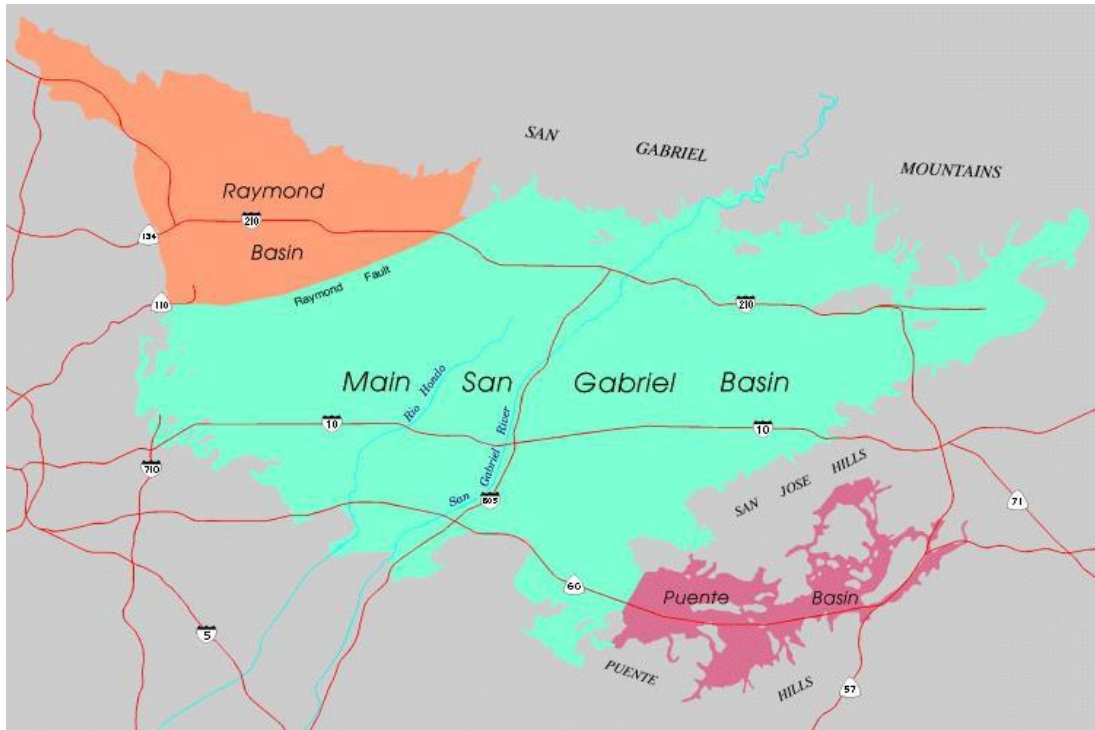 SAN GABRIEL MOUNTAINS
Raymond
210
134
Basin
Raymond Fault
110
210
Main San Gabriel Basin
Rio Hondo
10
10
San Gabriel River
710
SAN JOSE HILLS
605
71
60
Puente Basin
5
PUENTE HILLS
57